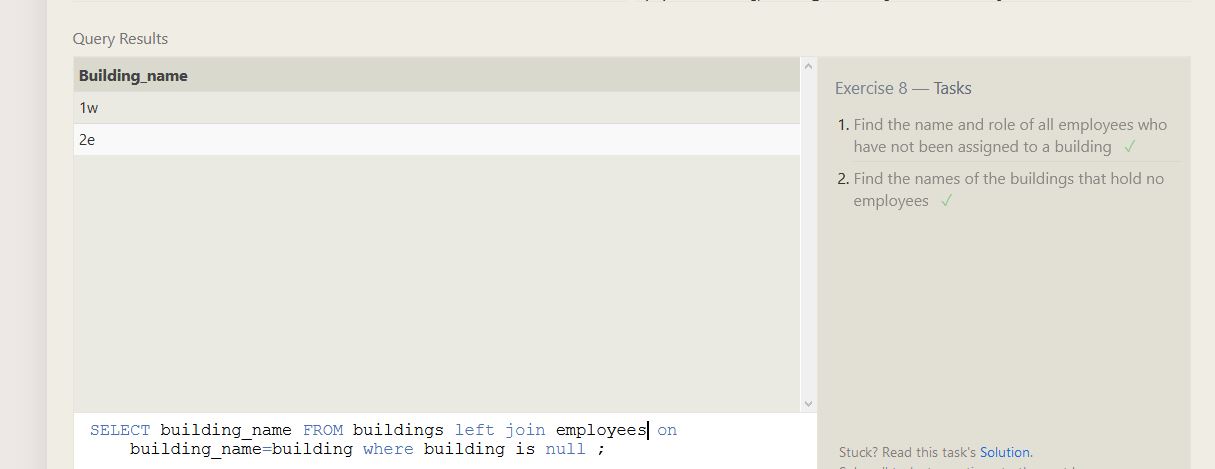 Query Results
Building_name
1w
2e
Exercise 8 — Tasks
1. Find the name and role of all employees who
have not been assigned to a building ✓
2. Find the names of the buildings that hold no
employees ✓
SELECT building_name FROM buildings left join employees on
building_name=building where building is null ;
Stuck? Read this task's Solution.